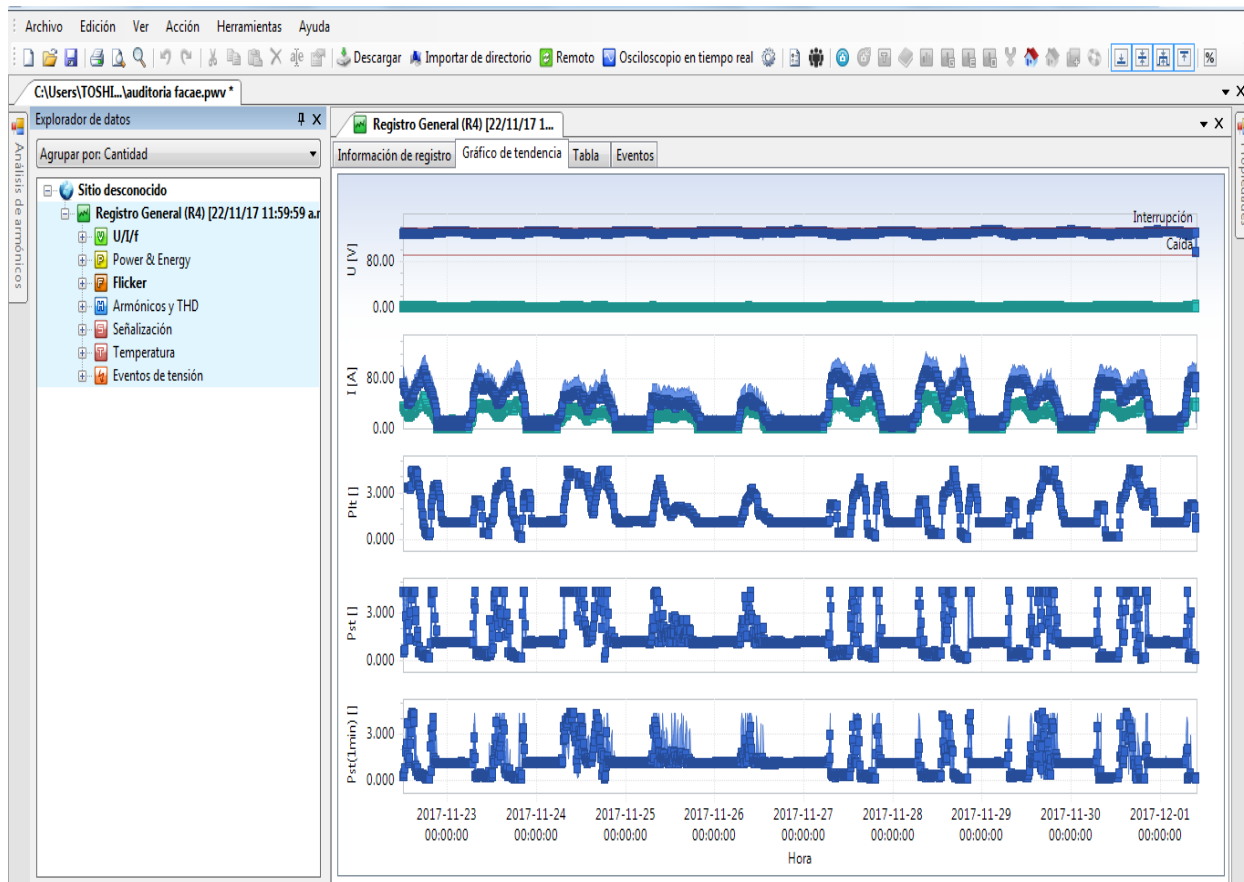 Archivo Edición Ver Acción Herramientas Ayuda
Descargar Importar de directorio Remoto Osciloscopio en tiempo real %
C:\Users\TOSHI...\auditoria facae.pwv *
Explorador de datos
Registro General (R4) [22/11/17 1...
Agrupar por: Cantidad
Información de registro Gráfico de tendencia Tabla Eventos
Análisis de armónicos
Propiedades
Sitio desconocido
Registro General (R4) [22/11/17 11:59:59 a.r
U/I/f
Power & Energy
Flicker
Armónicos y THD
Señalización
Temperatura
Eventos de tensión
Interrupción
Caída
U [V]
80.00
0.00
I [A]
80.00
0.00
Plt []
3.000
0.000
Pst []
3.000
0.000
Pst(1min) []
3.000
0.000
2017-11-23 2017-11-24 2017-11-25 2017-11-26 2017-11-27 2017-11-28 2017-11-29 2017-11-30 2017-12-01
00:00:00 00:00:00 00:00:00 00:00:00 00:00:00 00:00:00 00:00:00 00:00:00 00:00:00
Hora